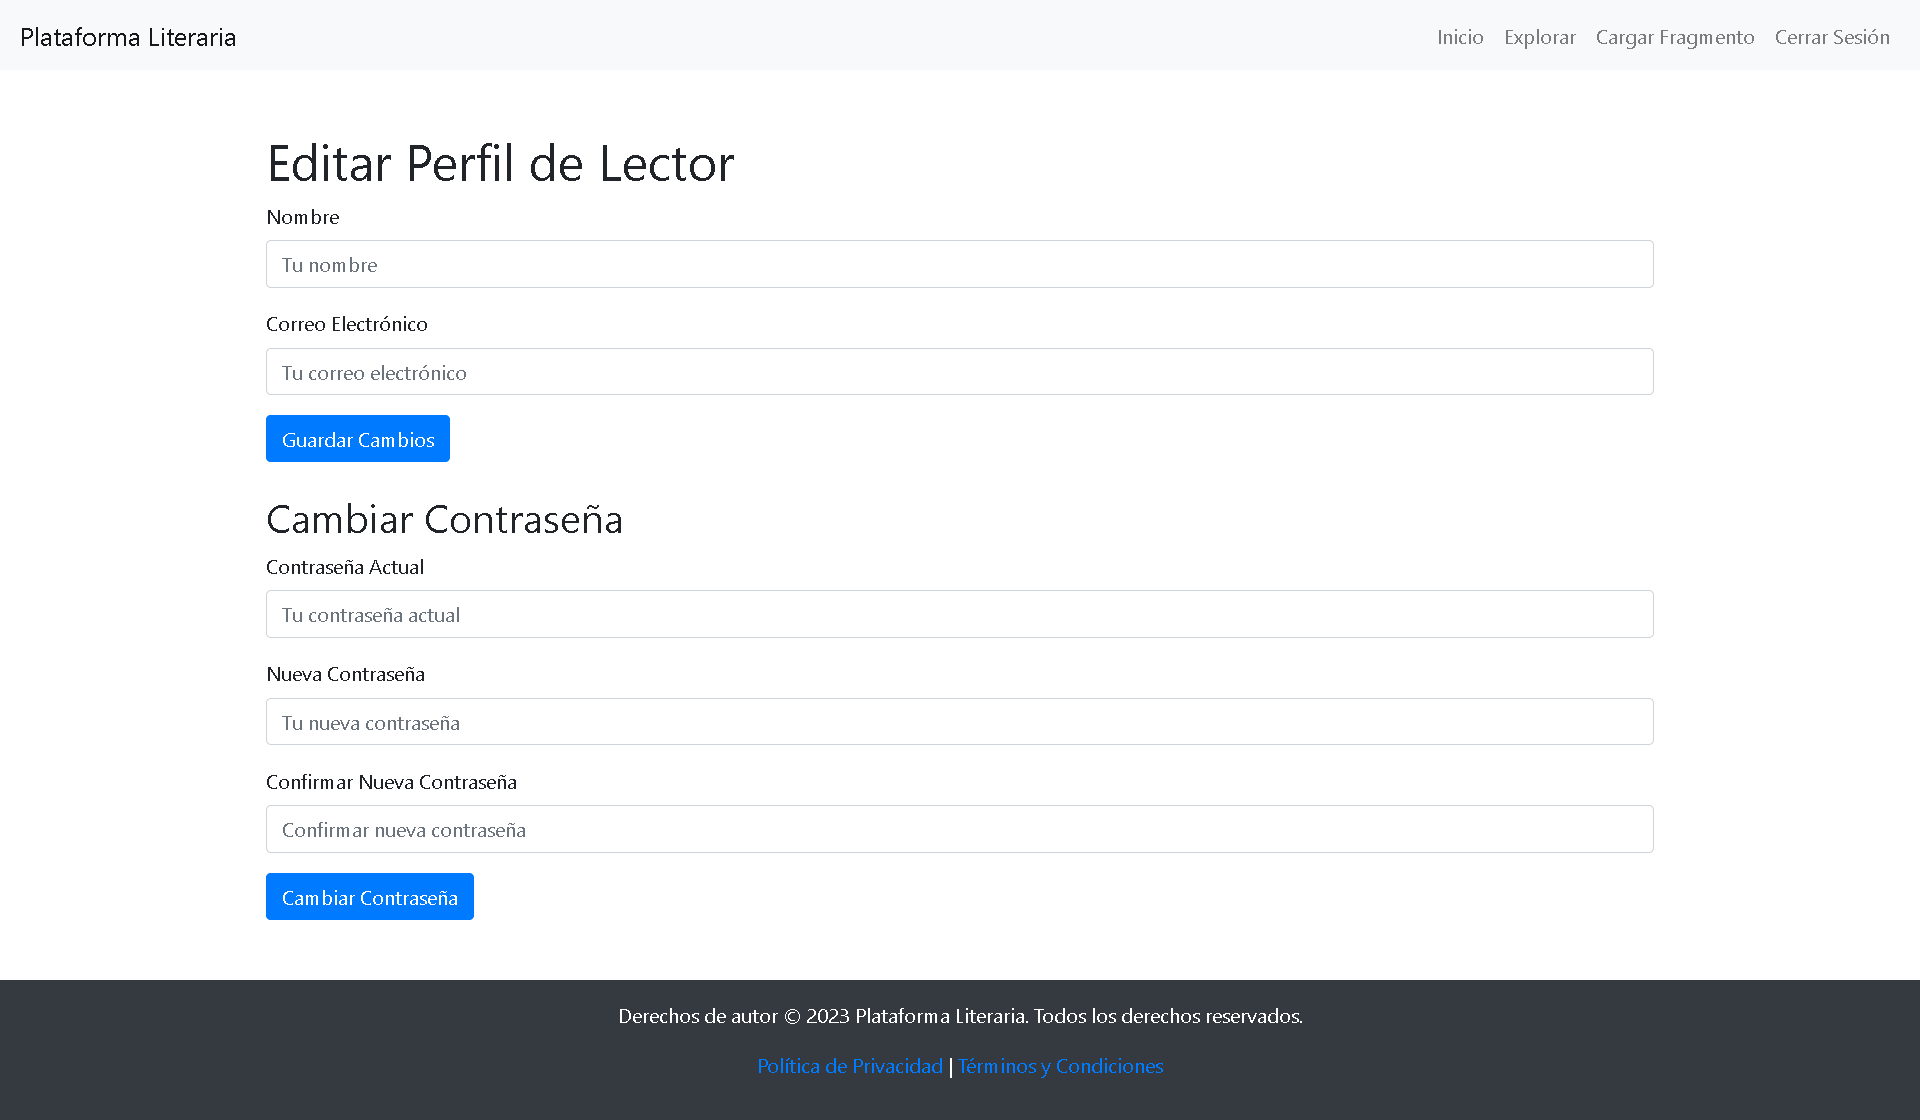 Plataforma Literaria
Inicio Explorar Cargar Fragmento Cerrar Sesión
Editar Perfil de Lector
Nombre
Tu nombre
Correo Electrónico
Tu correo electrónico
Guardar Cambios
Cambiar Contraseña
Contraseña Actual
Tu contraseña actual
Nueva Contraseña
Tu nueva contraseña
Confirmar Nueva Contraseña
Confirmar nueva contraseña
Cambiar Contraseña
Derechos de autor © 2023 Plataforma Literaria. Todos los derechos reservados.
Política de Privacidad | Términos y Condiciones